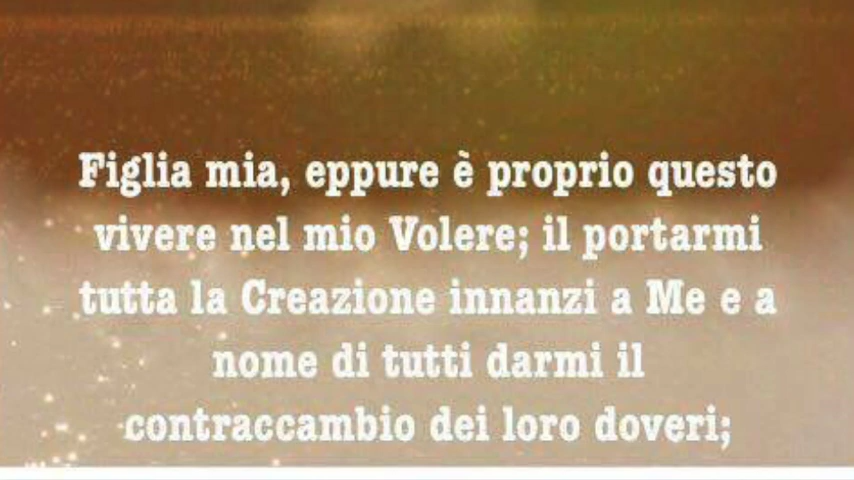 Figlia mia, eppure è proprio questo
vivere nel mio Volere; il portarmi
tutta la Creazione innanzi a Me e a
nome di tutti darmi il
contraccambio dei loro doveri;